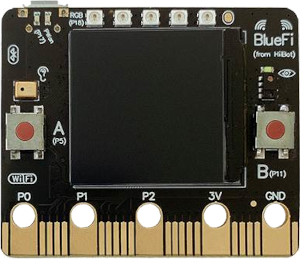 RGB
(P18)
BlueFi
(from HiBot)
A
(P5)
B(P11)
WiFi
P0 P1 P2 3V GND